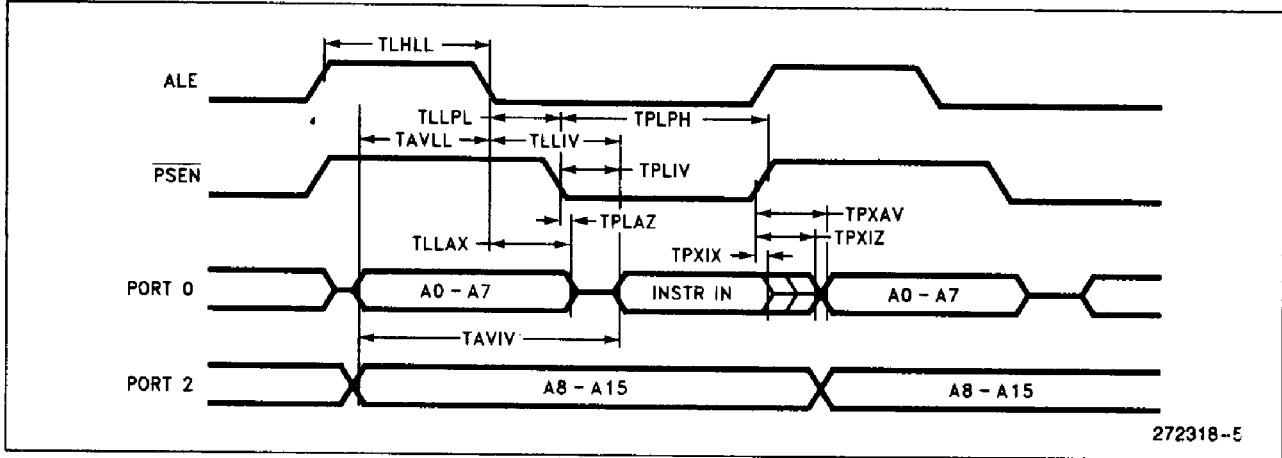 TLHLL
ALE
TLLPL
TPLPH
TAVLL
TLLIV
PSEN
TPLIV
TPLAZ
TPXAV
TLLAX
TPXIZ
TPXIX
PORT 0
A0 - A7
INSTR IN
A0 - A7
TAVIV
PORT 2
A8 - A15
A8 - A15
272318-5